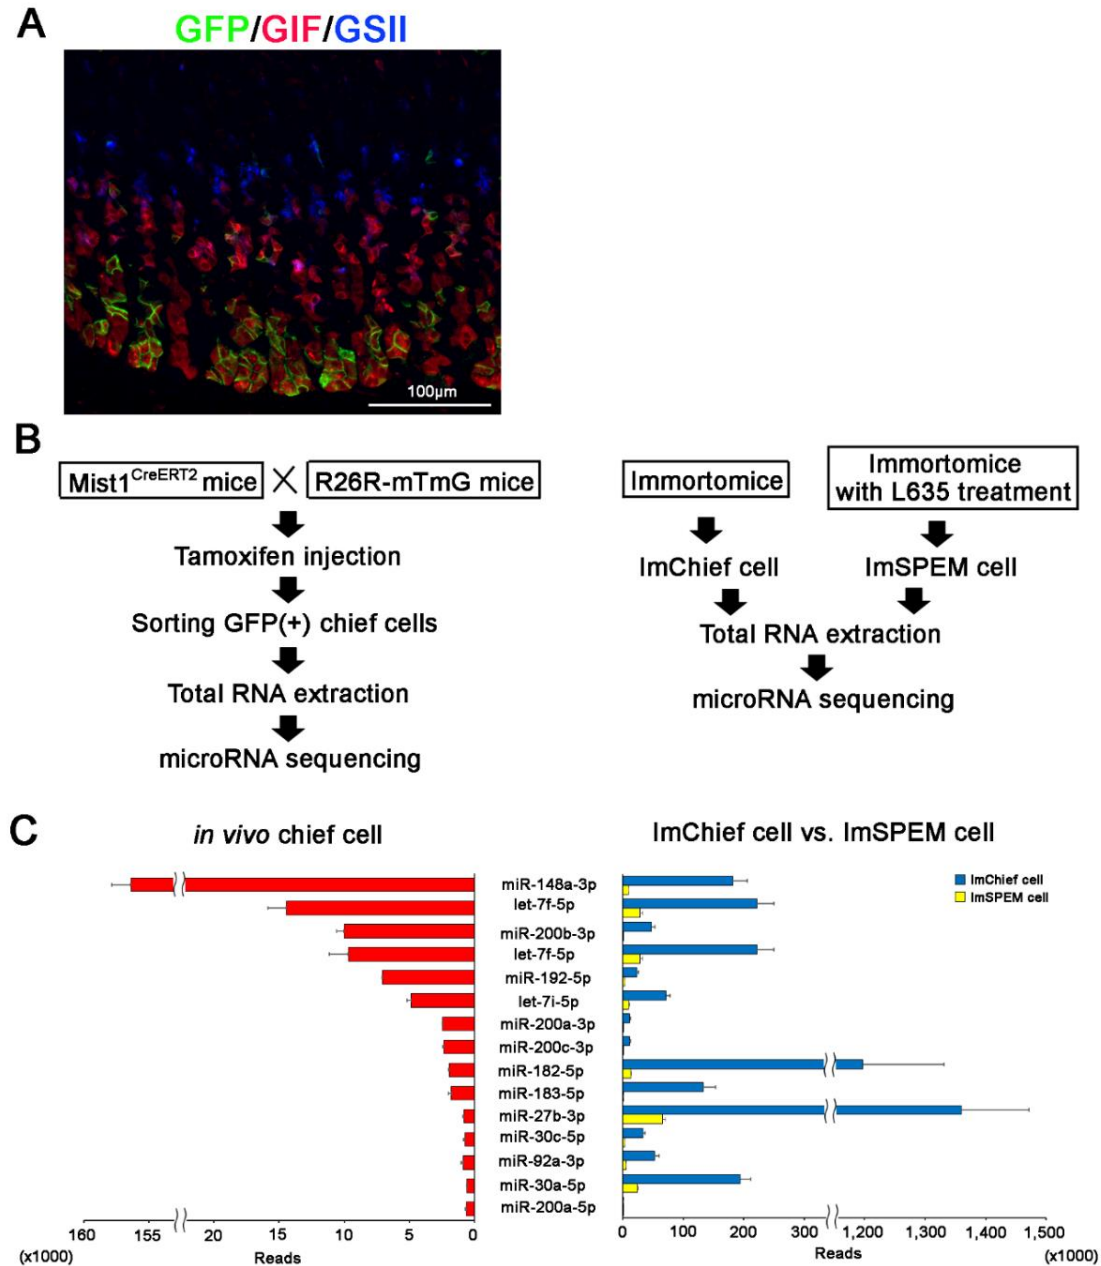 A
GFP/GIF/GSII
100μm
B
Mist1CreERT2 mice X R26R-mTmG mice
Tamoxifen injection
Sorting GFP(+) chief cells
Total RNA extraction
microRNA sequencing
Immortomice
Immortomice
with L635 treatment
ImChief cell
ImSPEM cell
Total RNA extraction
microRNA sequencing
C
in vivo chief cell
ImChief cell vs. ImSPEM cell
ImChief cell
ImSPEM cell
miR-148a-3p
let-7f-5p
miR-200b-3p
let-7f-5p
miR-192-5p
let-7i-5p
miR-200a-3p
miR-200c-3p
miR-182-5p
miR-183-5p
miR-27b-3p
miR-30c-5p
miR-92a-3p
miR-30a-5p
miR-200a-5p
160 155 20 15 10 5 0
(x1000) Reads
0 100 200 300 1,200 1,300 1,400 1,500
Reads (x1000)